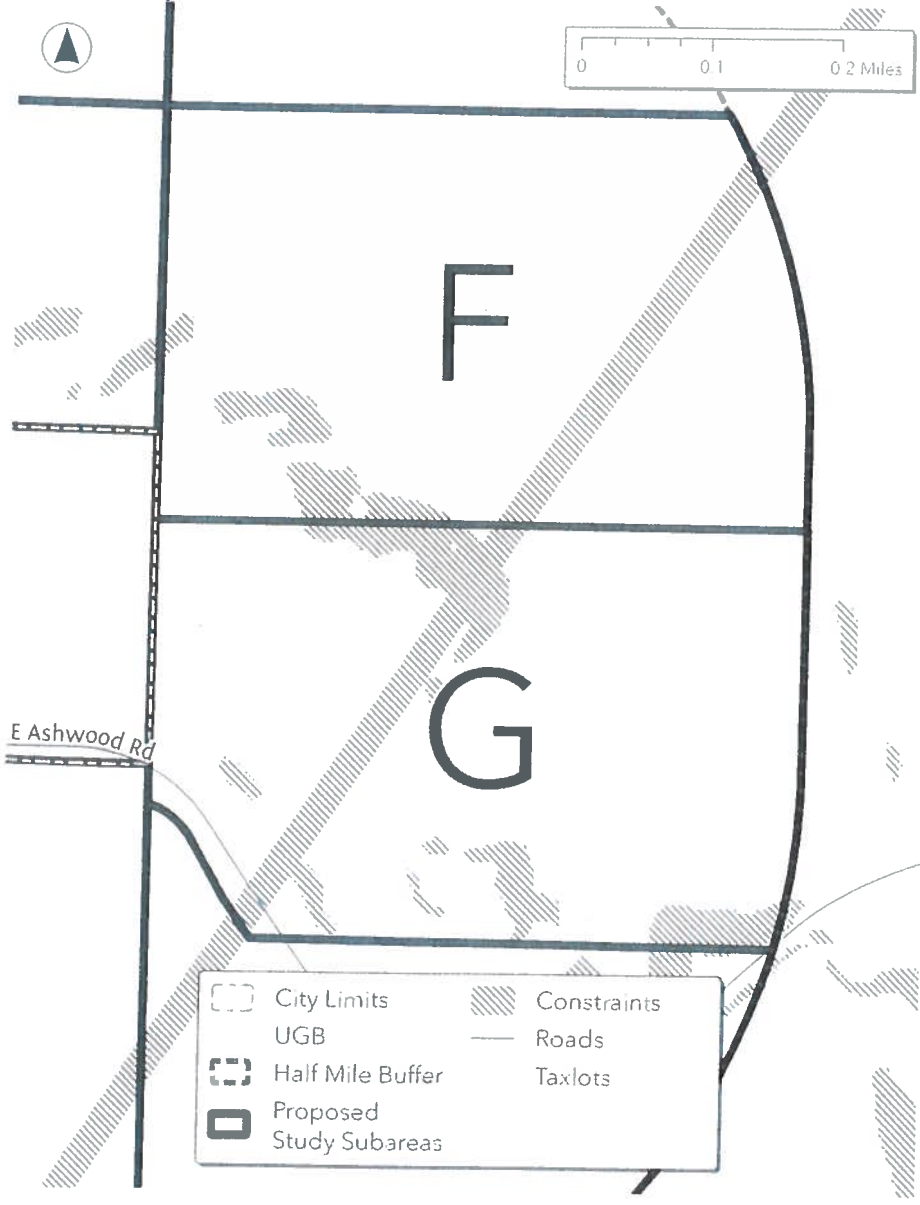 0 0.1 0.2 Miles
F
G
E Ashwood Rd
City Limits
UGB
Half Mile Buffer
Proposed
Study Subareas
Constraints
Roads
Taxlots